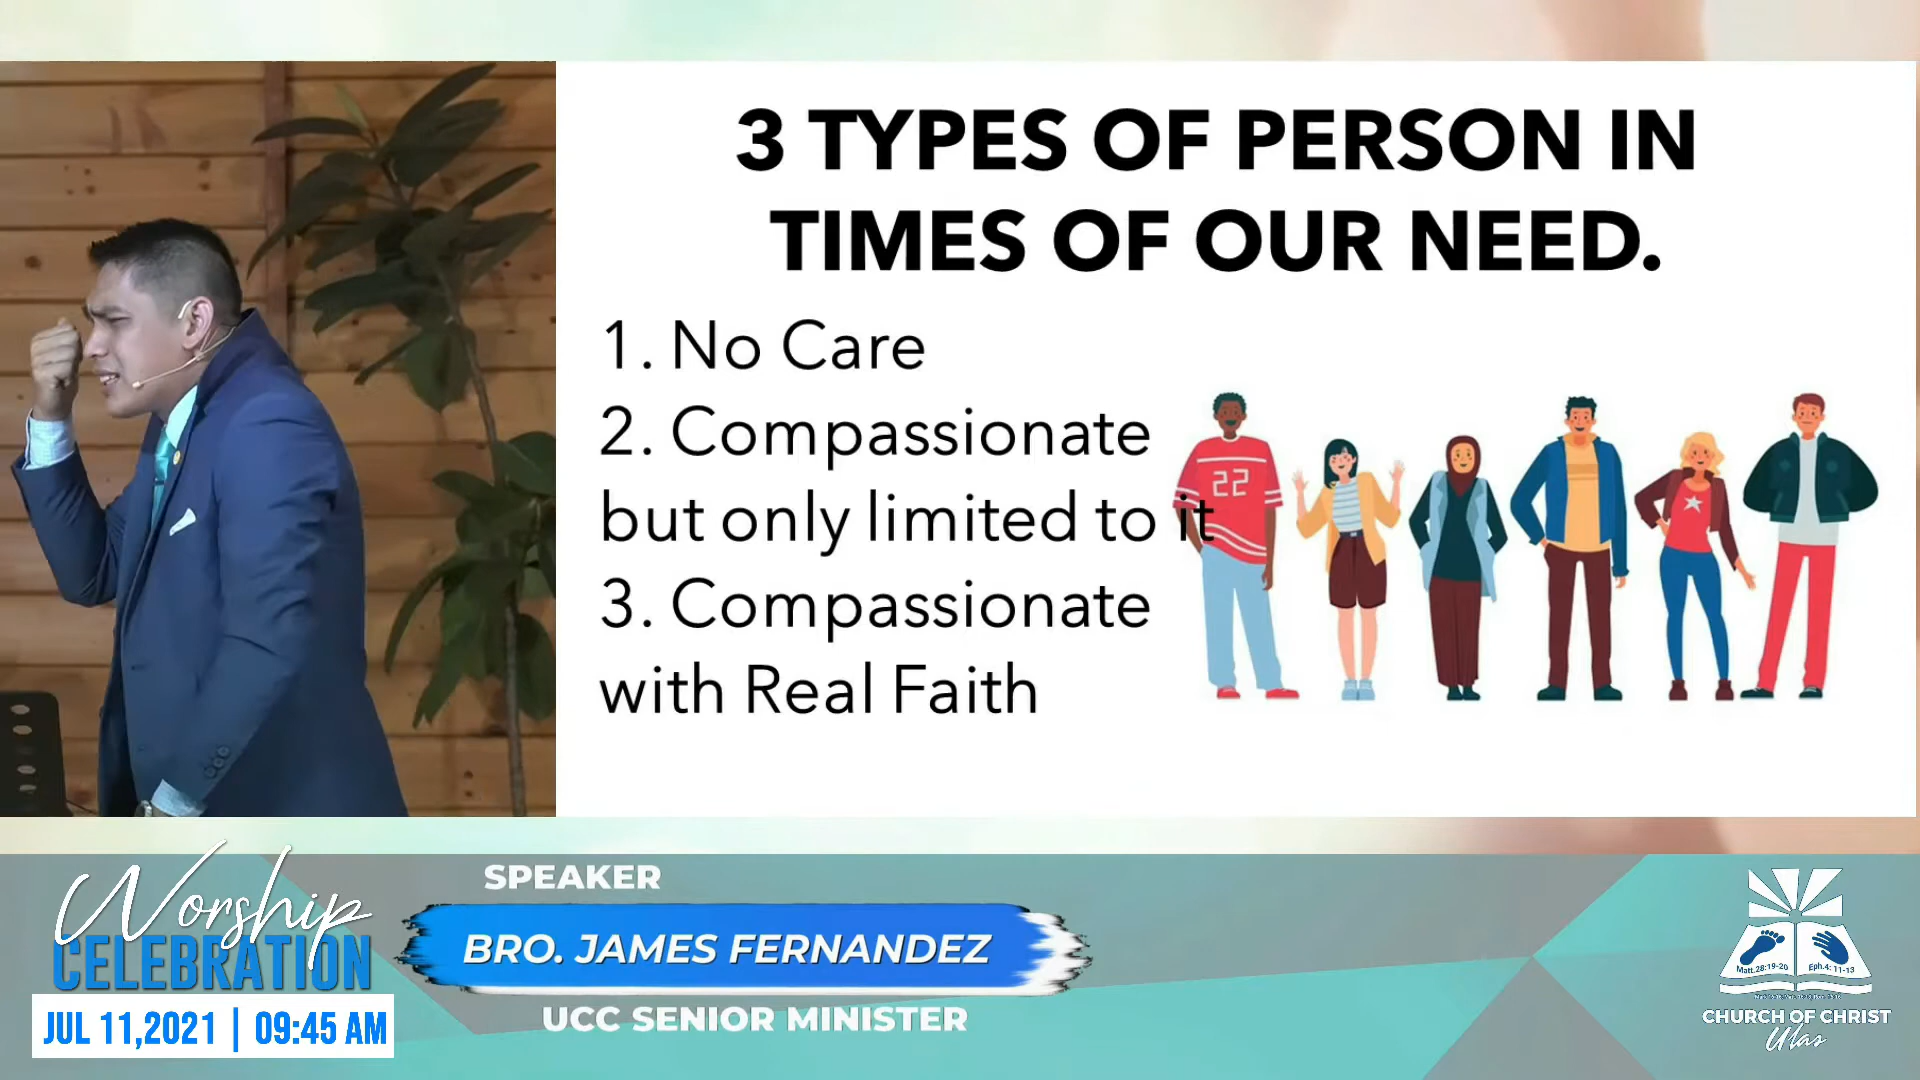 3 TYPES OF PERSON IN
TIMES OF OUR NEED.
1. No Care
2. Compassionate
but only limited to it
3. Compassionate
with Real Faith
22
Worship
CELEBRATION
JUL 11,2021 | 09:45 AM
SPEAKER
BRO. JAMES FERNANDEZ
UCC SENIOR MINISTER
Matt.28:19-20
Eph.4: 11-13
CHURCH OF CHRIST
Ulas